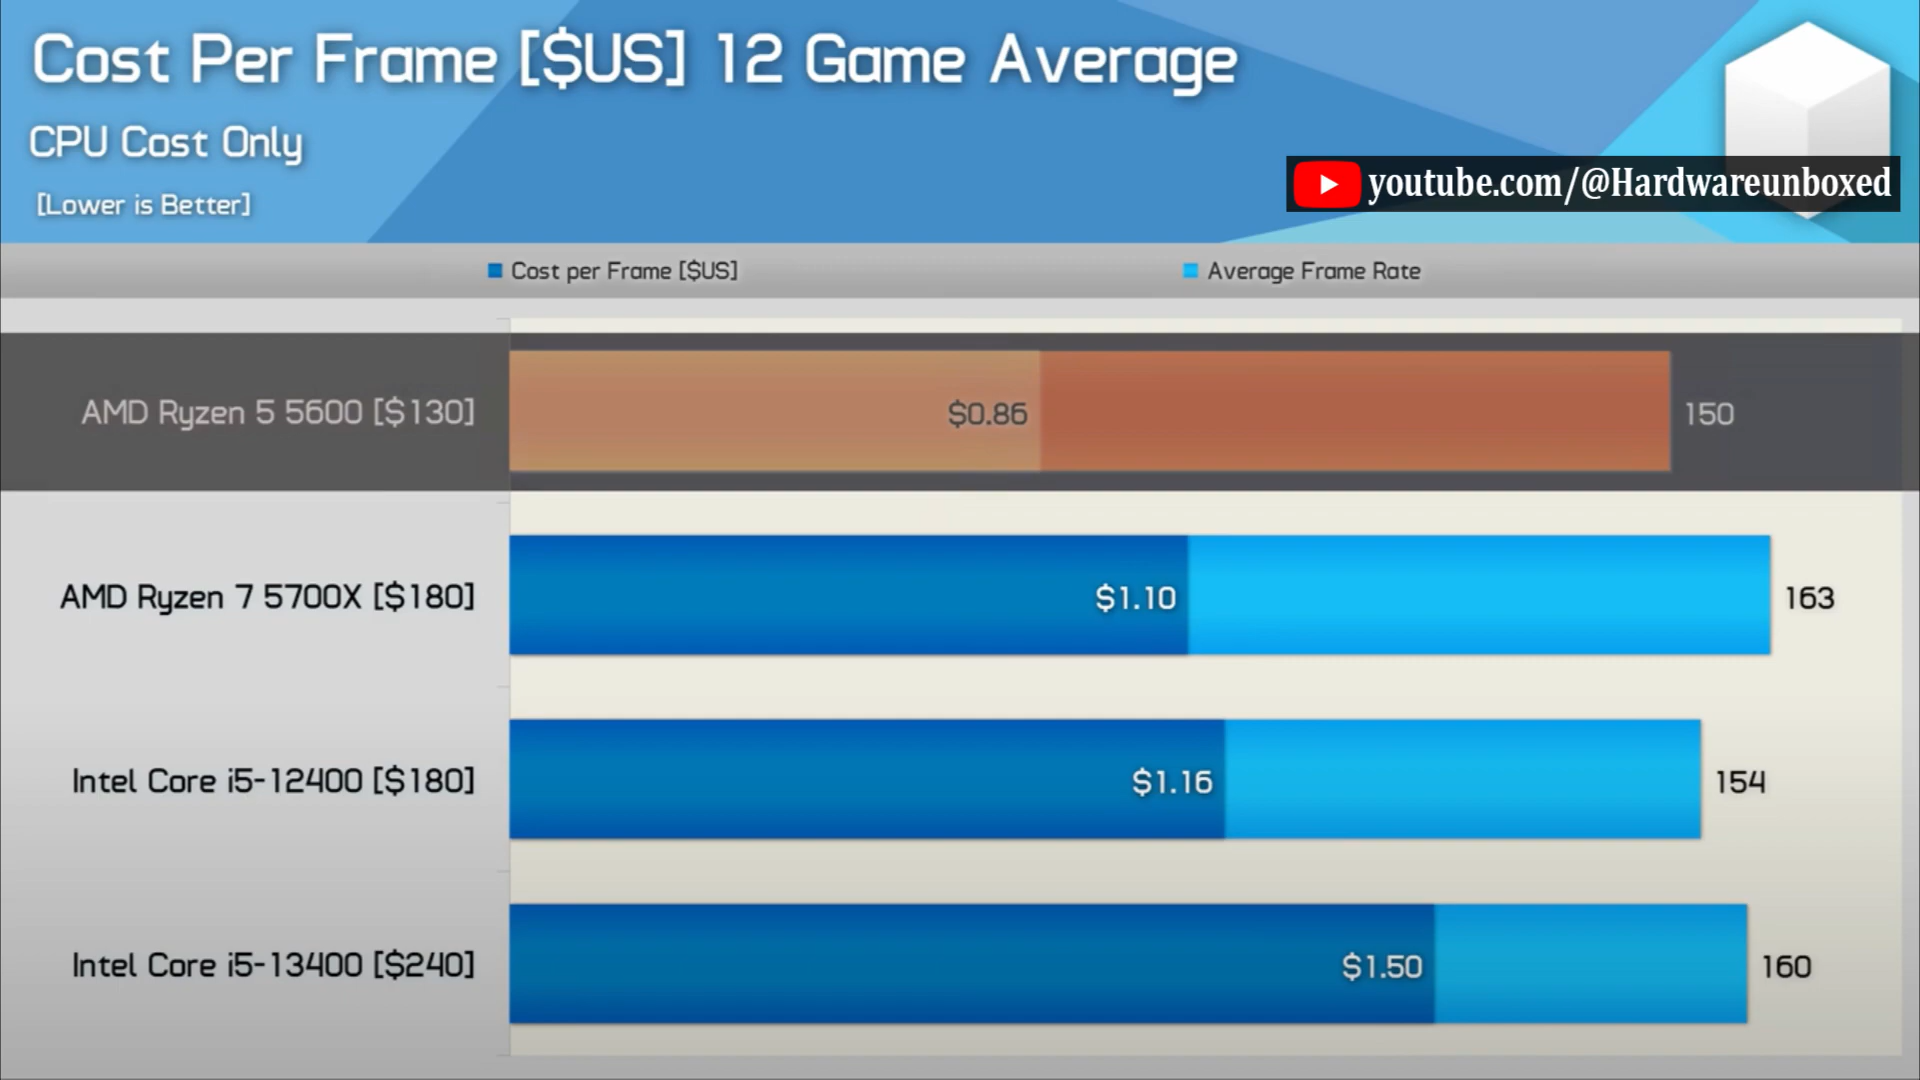 Cost Per Frame [$US] 12 Game Average
CPU Cost Only
[Lower is Better]
youtube.com/@Hardwareunboxed
Cost per Frame [$US] Average Frame Rate
AMD Ryzen 5 5600 [$130] $0.86 150
AMD Ryzen 7 5700X [$180] $1.10 163
Intel Core i5-12400 [$180] $1.16 154
Intel Core i5-13400 [$240] $1.50 160